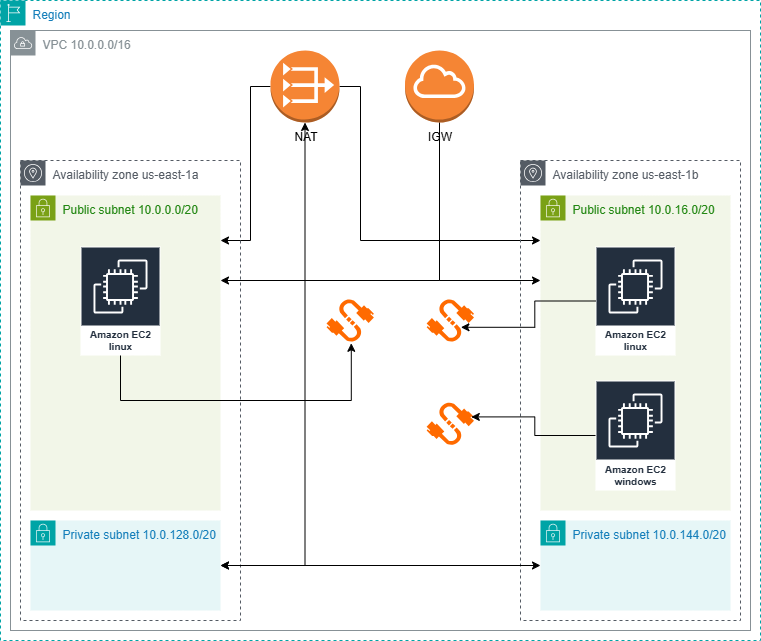 Region
VPC 10.0.0.0/16
NAT
IGW
Availability zone us-east-1a
Availability zone us-east-1b
Public subnet 10.0.0.0/20
Public subnet 10.0.16.0/20
Amazon EC2
linux
Amazon EC2
linux
Amazon EC2
windows
Private subnet 10.0.128.0/20
Private subnet 10.0.144.0/20